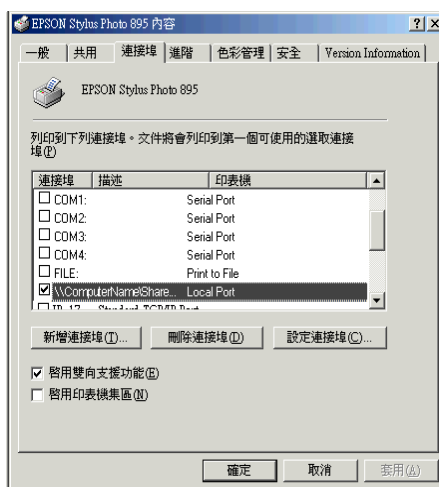 EPSON Stylus Photo 895 內容
一般 共用 連接埠 進階 色彩管理 安全 Version Information
EPSON Stylus Photo 895
列印到下列連接埠。文件將會列印到第一個可使用的選取連接
埠(P)
連接埠 描述 印表機
COM1: Serial Port
COM2: Serial Port
COM3: Serial Port
COM4: Serial Port
FILE: Print to File
\\ComputerName\Share... Local Port
Standard TCP/IP Port
新增連接埠(T)... 刪除連接埠(D) 設定連接埠(C)...
啓用雙向支援功能(E)
啓用印表機集區(N)
確定 取消 套用(A)